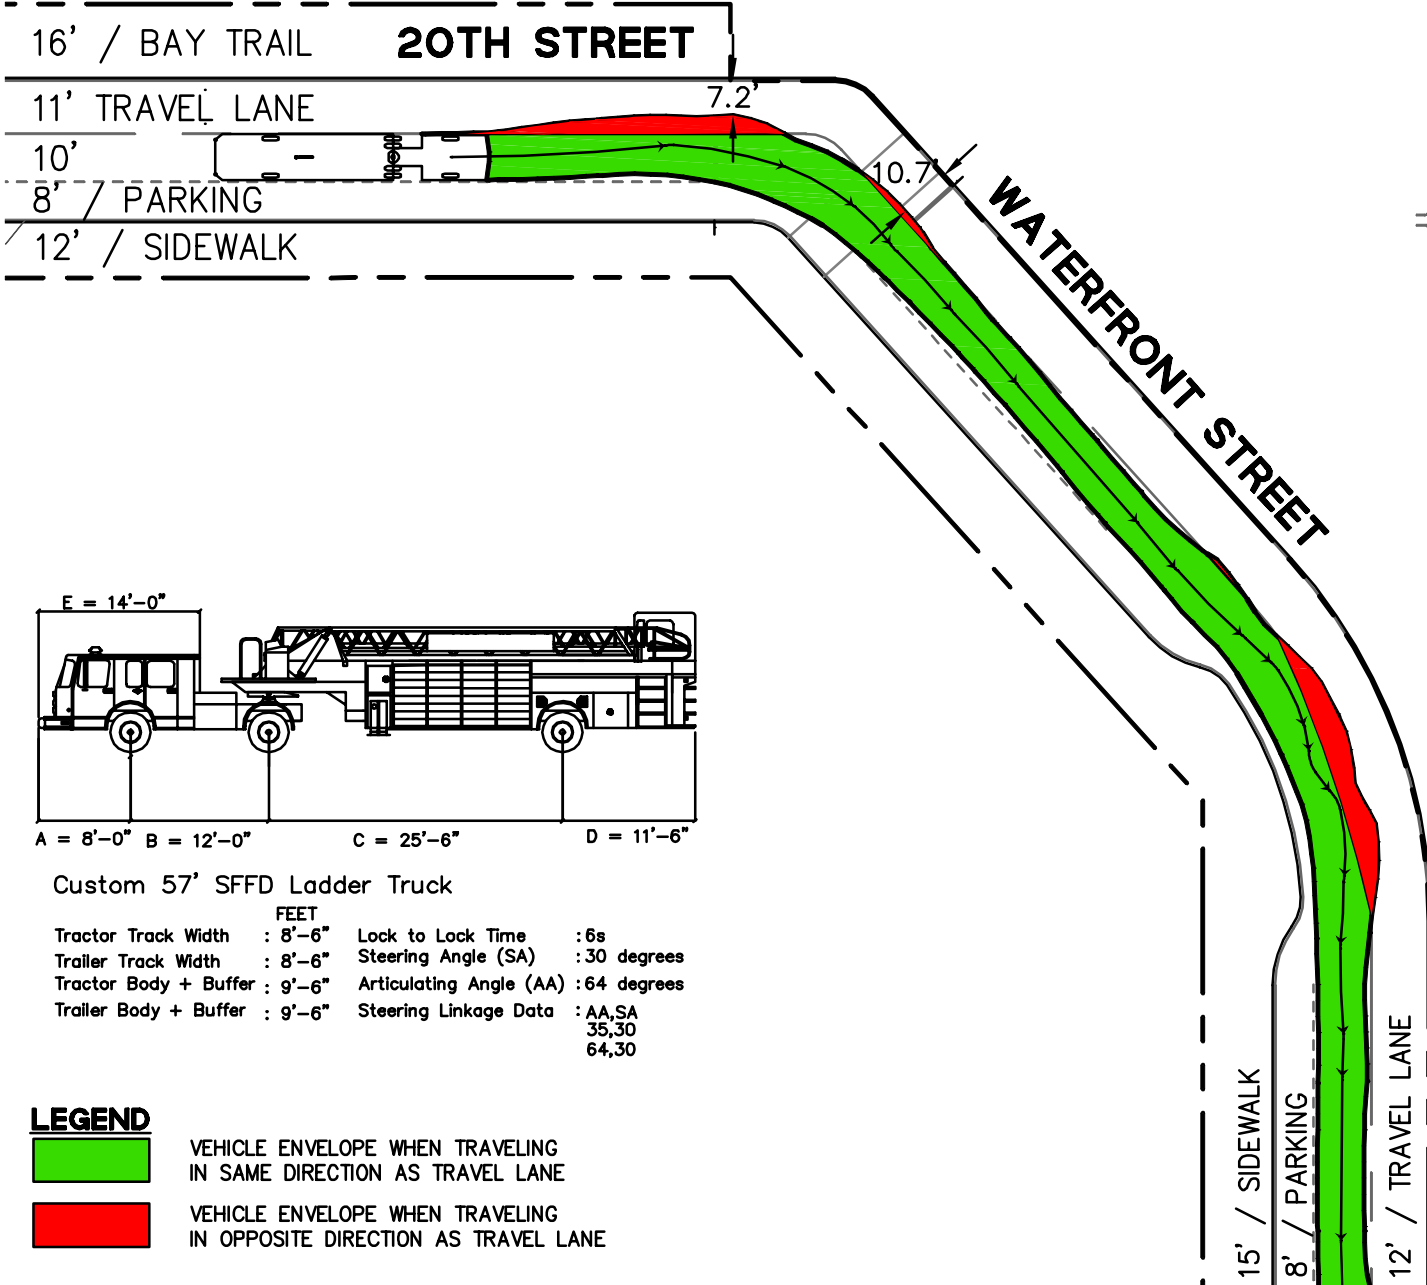 16' / BAY TRAIL
20TH STREET
11' TRAVEL LANE
7.2'
10'
10.7'
8' / PARKING
12' / SIDEWALK
WATERFRONT STREET
E = 14'-0"
A = 8'-0"
B = 12'-0"
C = 25'-6"
D = 11'-6"
Custom 57' SFFD Ladder Truck
FEET
Tractor Track Width : 8'-6" Lock to Lock Time : 6s
Trailer Track Width : 8'-6" Steering Angle (SA) : 30 degrees
Tractor Body + Buffer : 9'-6" Articulating Angle (AA) : 64 degrees
Trailer Body + Buffer : 9'-6" Steering Linkage Data : AA,SA
35,30
64,30
LEGEND
VEHICLE ENVELOPE WHEN TRAVELING
IN SAME DIRECTION AS TRAVEL LANE
VEHICLE ENVELOPE WHEN TRAVELING
IN OPPOSITE DIRECTION AS TRAVEL LANE
15' / SIDEWALK
8' / PARKING
12' / TRAVEL LANE